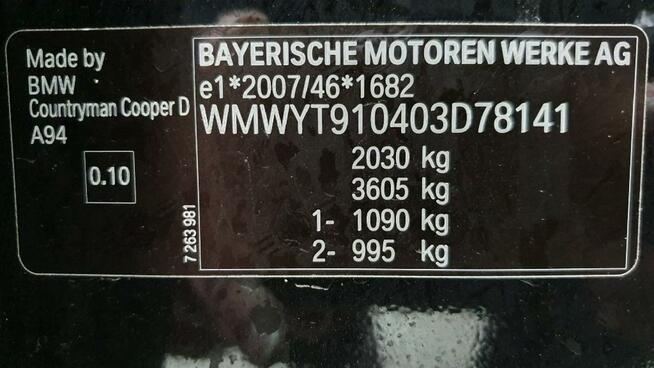 Made by
BMW
Countryman Cooper D
A94
0.10
7 263 981
BAYERISCHE MOTOREN WERKE AG
e1*2007/46*1682
WMWYT910403D78141
2030 kg
3605 kg
1- 1090 kg
2- 995 kg